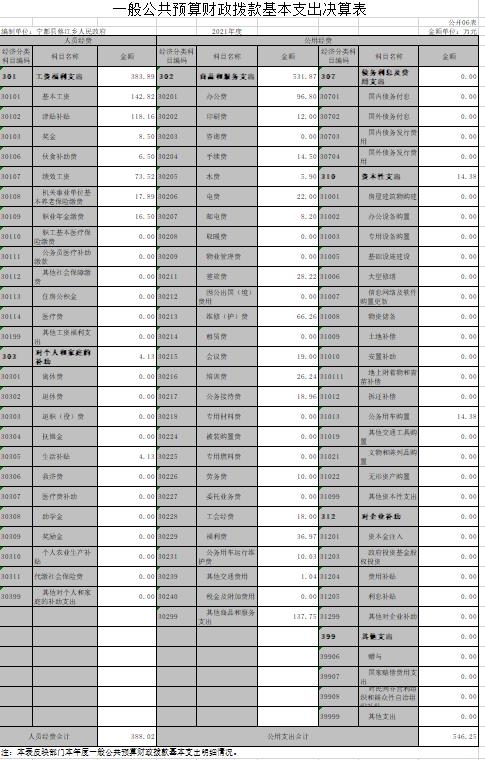 一般公共预算财政拨款基本支出决算表
公开06表
编制单位：宁都县蔡江乡人民政府 2021年度 金额单位：万元
人员经费 公用经费
经济分类科目编码 科目名称 金额 经济分类科目编码 科目名称 金额 经济分类科目编码 科目名称 金额
301 工资福利支出 383.89 302 商品和服务支出 531.87 307 债务利息及费用支出 0.00
30101 基本工资 142.82 30201 办公费 96.80 30701 国内债务付息 0.00
30102 津贴补贴 118.16 30202 印刷费 12.00 30702 国外债务付息 0.00
30103 奖金 8.50 30203 咨询费 0.00 30703 国内债务发行费用 0.00
30106 伙食补助费 6.50 30204 手续费 14.50 30704 国外债务发行费用 0.00
30107 绩效工资 73.52 30205 水费 5.90 310 资本性支出 14.38
30108 机关事业单位基本养老保险缴费 17.89 30206 电费 22.00 31001 房屋建筑物购建 0.00
30109 职业年金缴费 16.50 30207 邮电费 8.20 31002 办公设备购置 0.00
30110 职工基本医疗保险缴费 0.00 30208 取暖费 0.00 31003 专用设备购置 0.00
30111 公务员医疗补助缴款 0.00 30209 物业管理费 0.00 31005 基础设施建设 0.00
30112 其他社会保障缴费 0.00 30211 差旅费 28.22 31006 大型修缮 0.00
30113 住房公积金 0.00 30212 因公出国（境）费用 0.00 31007 信息网络及软件购置更新 0.00
30114 医疗费 0.00 30213 维修（护）费 66.26 31008 物资储备 0.00
30199 其他工资福利支出 0.00 30214 租赁费 0.00 31009 土地补偿 0.00
303 对个人和家庭的补助 4.13 30215 会议费 19.00 31010 安置补助 0.00
30301 离休费 0.00 30216 培训费 26.24 310111 地上附着物和青苗补偿 0.00
30302 退休费 0.00 30217 公务接待费 18.96 31012 拆迁补偿 0.00
30303 退职（役）费 0.00 30218 专用材料费 0.00 31013 公务用车购置 14.38
30304 抚恤金 0.00 30224 被装购置费 0.00 31019 其他交通工具购置 0.00
30305 生活补贴 4.13 30225 专用燃料费 0.00 31021 文物和陈列品购置 0.00
30306 救济费 0.00 30226 劳务费 10.00 31022 无形资产购置 0.00
30307 医疗费补助 0.00 30227 委托业务费 0.00 31099 其他资本性支出 0.00
30308 助学金 0.00 30228 工会经费 18.00 312 对企业补助 0.00
30309 奖励金 0.00 30229 福利费 36.97 31201 资本金注入 0.00
30310 个人农业生产补贴 0.00 30231 公务用车运行维护费 10.03 31203 政府投资基金股权投资 0.00
30311 代缴社会保险费 0.00 30239 其他交通费用 1.04 31204 费用补贴 0.00
30399 其他对个人和家庭的补助支出 0.00 30240 税金及附加费用 0.00 31205 利息补贴 0.00
30299 其他商品和服务支出 137.75 31299 其他对企业补助 0.00
399 其他支出 0.00
39906 赠与 0.00
39907 国家赔偿费用支出 0.00
39908 对民间非营利组织和群众性自治组织补贴 0.00
39999 其他支出 0.00
人员经费合计 388.02 公用支出合计 546.25
注：本表反映部门本年度一般公共预算财政拨款基本支出明细情况。